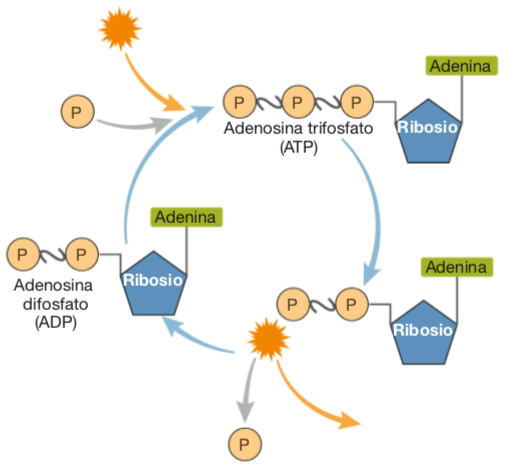 Adenina
P
P P P
Ribosio
Adenosina trifosfato
(ATP)
Adenina
P P
Ribosio
Adenosina
difosfato
(ADP)
Adenina
P P
Ribosio
P